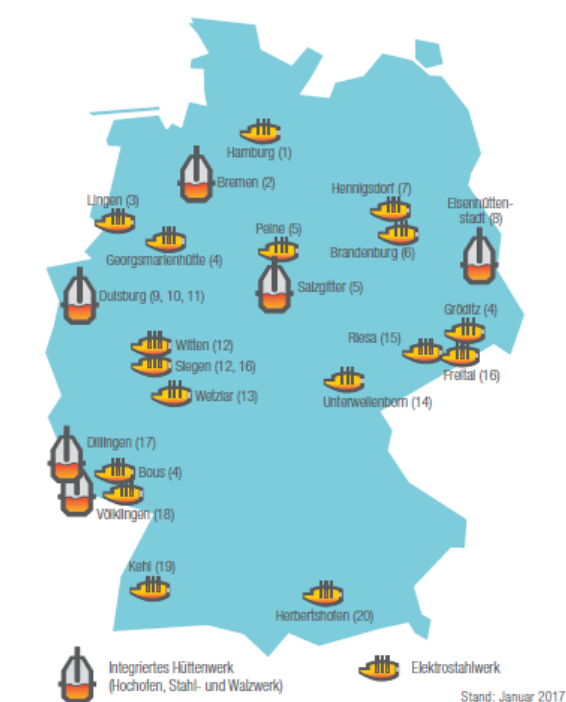 Hamburg (1)
Bremen (2)
Hennigsdorf (7)
Lingen (3)
Eisenhütten-
stadt (8)
Peine (5)
Brandenburg (6)
Georgsmarienhütte (4)
Salzgitter (5)
Duisburg (9, 10, 11)
Gröditz (4)
Riesa (15)
Witten (12)
Siegen (12, 16)
Freital (16)
Wetzlar (13)
Unterwellenborn (14)
Dillingen (17)
Bous (4)
Völklingen (18)
Kehl (19)
Herbertshofen (20)
Integriertes Hüttenwerk
(Hochofen, Stahl- und Walzwerk)
Elektrostahlwerk
Stand: Januar 2017